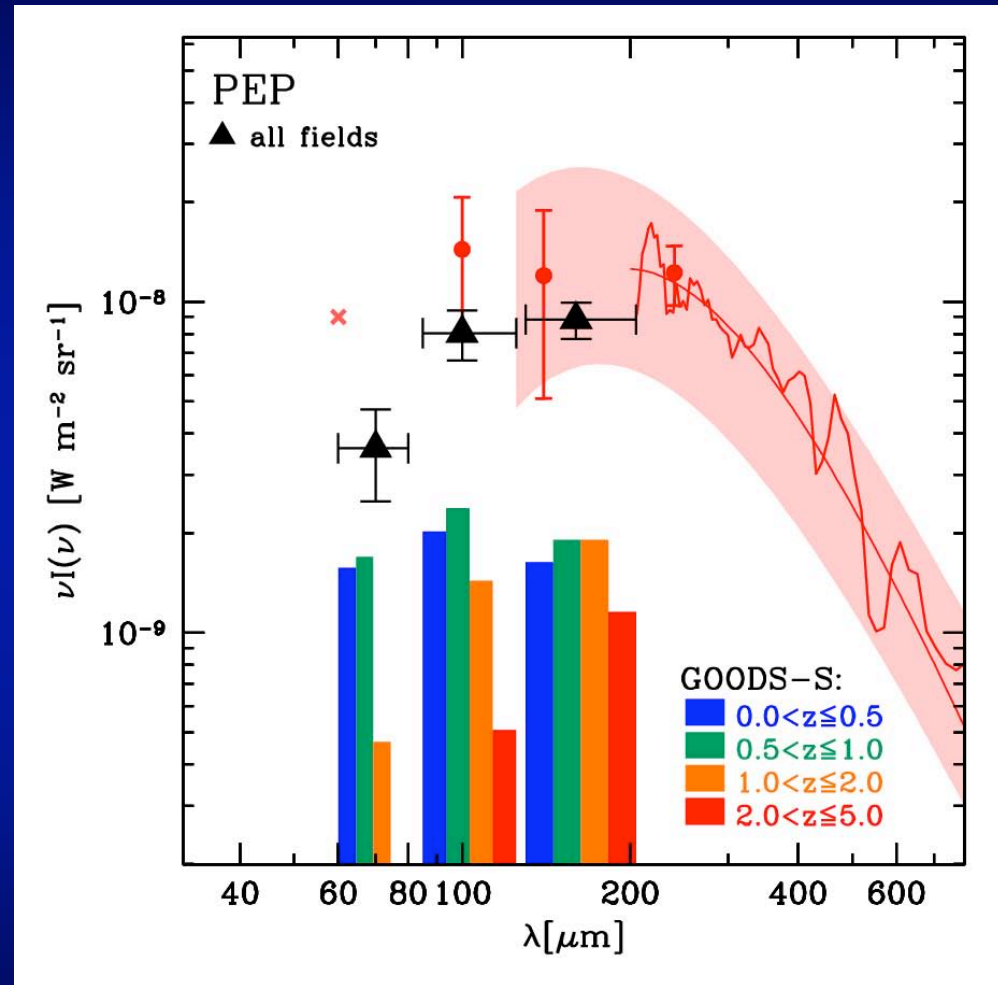 PEP
▲ all fields
νI(ν) [W m⁻² sr⁻¹]
10⁻⁸
10⁻⁹
GOODS-S:
0.0<z≦0.5
0.5<z≦1.0
1.0<z≦2.0
2.0<z≦5.0
40 60 80 100 200 400 600
λ[μm]